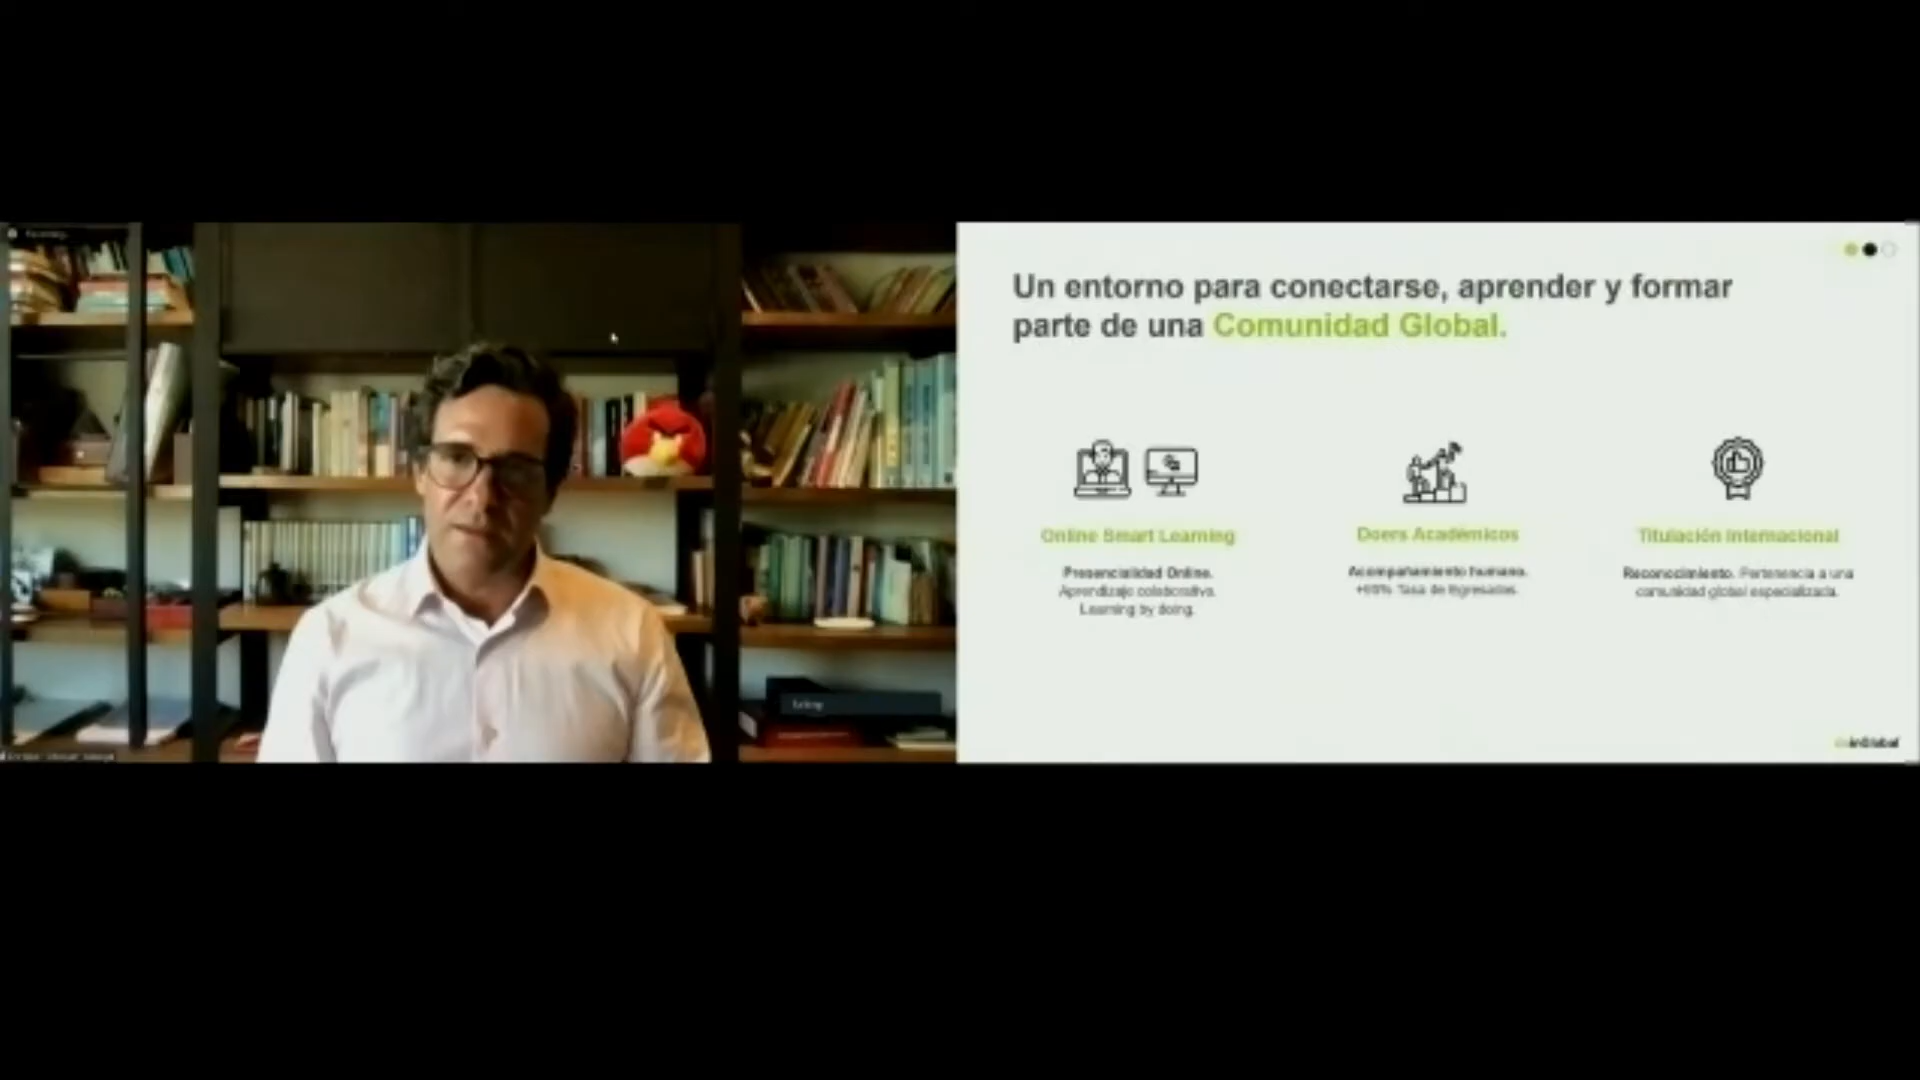 Un entorno para conectarse, aprender y formar
parte de una Comunidad Global.
Online Smart Learning
Doers Académicos
Titulación Internacional
Presencialidad Online.
Aprendizaje colaborativo.
Learning by doing.
Acompañamiento humano.
Tasa de Egresados.
Reconocimiento. Pertenencia a una
comunidad global especializada.
inGlobal